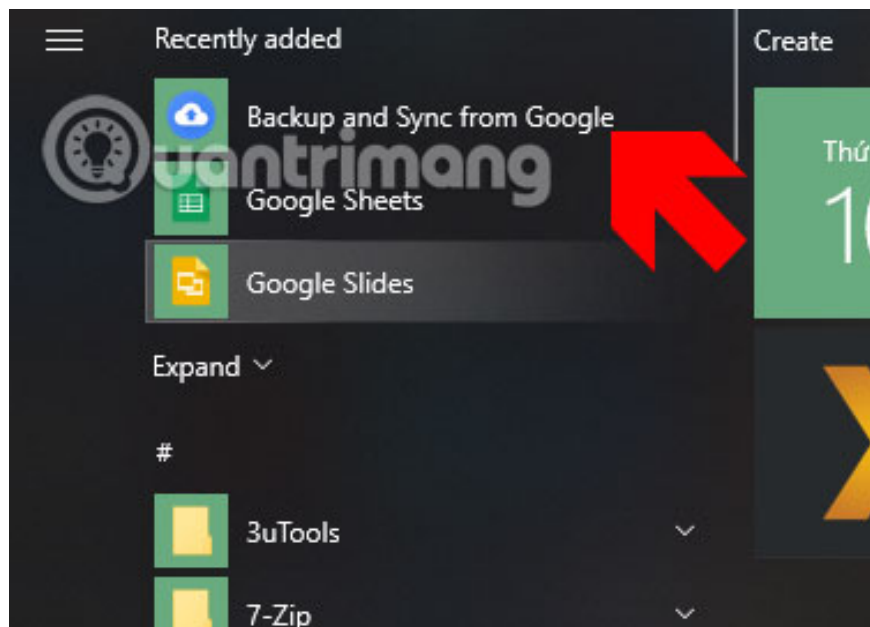 Recently added
Create
Backup and Sync from Google
Quantrimang
Thứ
Google Sheets
Google Slides
Expand
#
3uTools
7-Zip